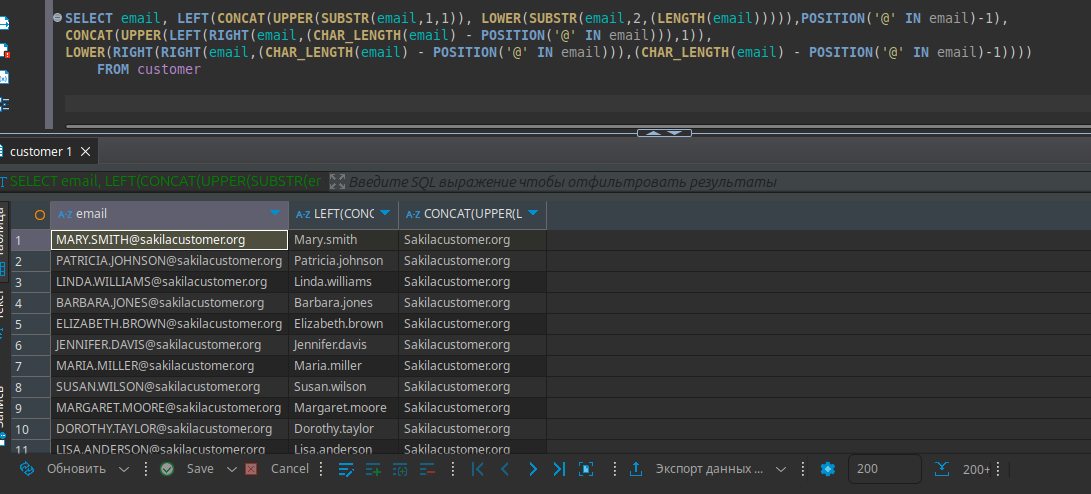 SELECT email, LEFT(CONCAT(UPPER(SUBSTR(email,1,1)), LOWER(SUBSTR(email,2,(LENGTH(email))))),POSITION('@' IN email)-1),
CONCAT(UPPER(LEFT(RIGHT(email,(CHAR_LENGTH(email) - POSITION('@' IN email))),1)),
LOWER(RIGHT(RIGHT(email,(CHAR_LENGTH(email) - POSITION('@' IN email))),(CHAR_LENGTH(email) - POSITION('@' IN email)-1))))
FROM customer
customer 1
SELECT email, LEFT(CONCAT(UPPER(SUBSTR(er Введите SQL выражение чтобы отфильтровать результаты
A-Z email A-Z LEFT(CONC A-Z CONCAT(UPPER(L
1 MARY.SMITH@sakilacustomer.org Mary.smith Sakilacustomer.org
2 PATRICIA.JOHNSON@sakilacustomer.org Patricia.johnson Sakilacustomer.org
3 LINDA.WILLIAMS@sakilacustomer.org Linda.williams Sakilacustomer.org
4 BARBARA.JONES@sakilacustomer.org Barbara.jones Sakilacustomer.org
5 ELIZABETH.BROWN@sakilacustomer.org Elizabeth.brown Sakilacustomer.org
6 JENNIFER.DAVIS@sakilacustomer.org Jennifer.davis Sakilacustomer.org
7 MARIA.MILLER@sakilacustomer.org Maria.miller Sakilacustomer.org
8 SUSAN.WILSON@sakilacustomer.org Susan.wilson Sakilacustomer.org
9 MARGARET.MOORE@sakilacustomer.org Margaret.moore Sakilacustomer.org
10 DOROTHY.TAYLOR@sakilacustomer.org Dorothy.taylor Sakilacustomer.org
11 LISA.ANDERSON@sakilacustomer.org Lisa.anderson Sakilacustomer.org
Обновить Save Cancel Экспорт данных ... 200 200+